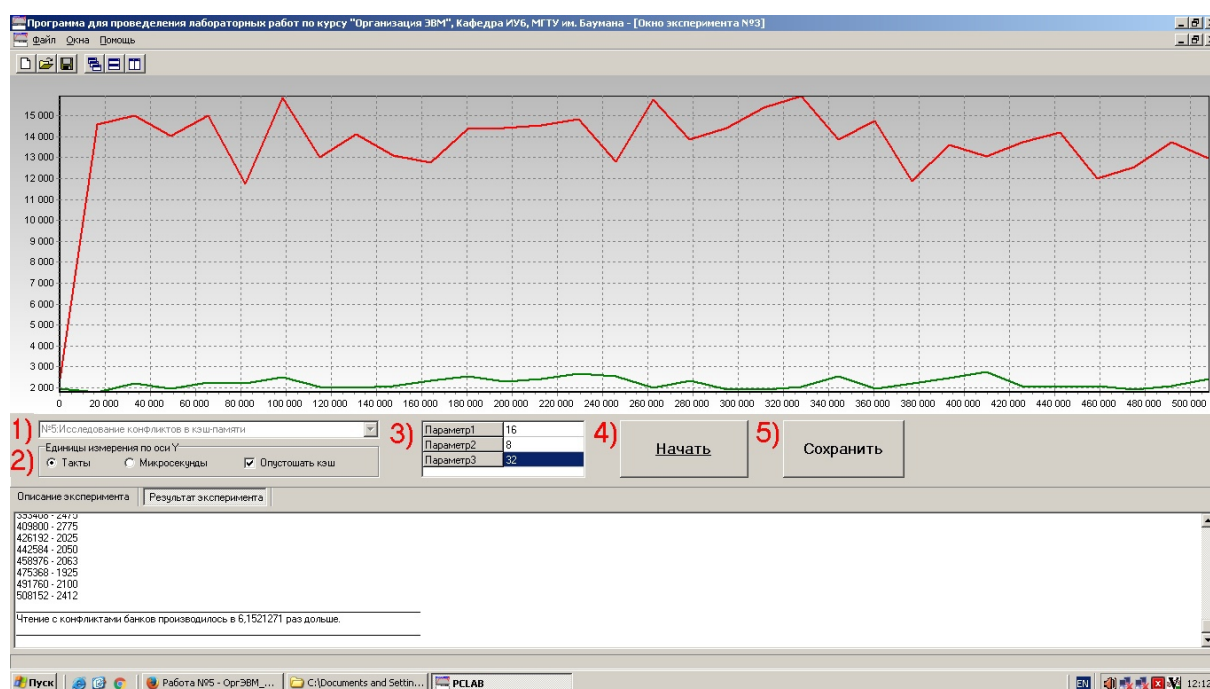 Программа для проведения лабораторных работ по курсу "Организация ЭВМ", Кафедра ИУ6, МГТУ им. Баумана - [Окно эксперимента №3]
Файл Окна Помощь
15 000
14 000
13 000
12 000
11 000
10 000
9 000
8 000
7 000
6 000
5 000
4 000
3 000
2 000
0 20 000 40 000 60 000 80 000 100 000 120 000 140 000 160 000 180 000 200 000 220 000 240 000 260 000 280 000 300 000 320 000 340 000 360 000 380 000 400 000 420 000 440 000 460 000 480 000 500 000
1) №5:Исследование конфликтов в кэш-памяти
Единицы измерения по оси Y
2) Такты Микросекунды Опустошать кэш
3) Параметр1 16
Параметр2 8
Параметр3 32
4) Начать
5) Сохранить
Описание эксперимента Результат эксперимента
393408 - 2475
409800 - 2775
426192 - 2025
442584 - 2050
458976 - 2063
475368 - 1925
491760 - 2100
508152 - 2412
Чтение с конфликтами банков производилось в 6,1521271 раз дольше.
Пуск Работа №5 - ОргЭВМ_... C:\Documents and Settin... PCLAB EN 12:12